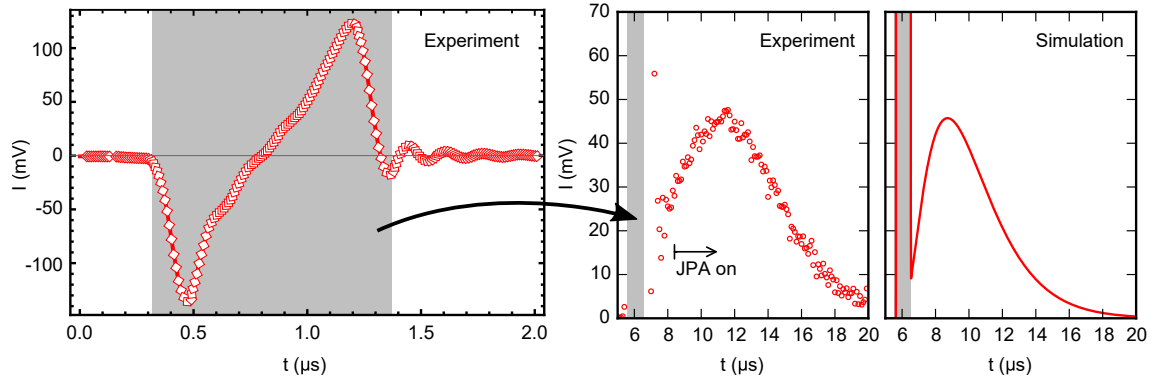 Experiment
I (mV)
100
50
0
-50
-100
0.0 0.5 1.0 1.5 2.0
t (μs)
Experiment
I (mV)
70
60
50
40
30
20
10
0
JPA on
6 8 10 12 14 16 18 20
t (μs)
Simulation
6 8 10 12 14 16 18 20
t (μs)